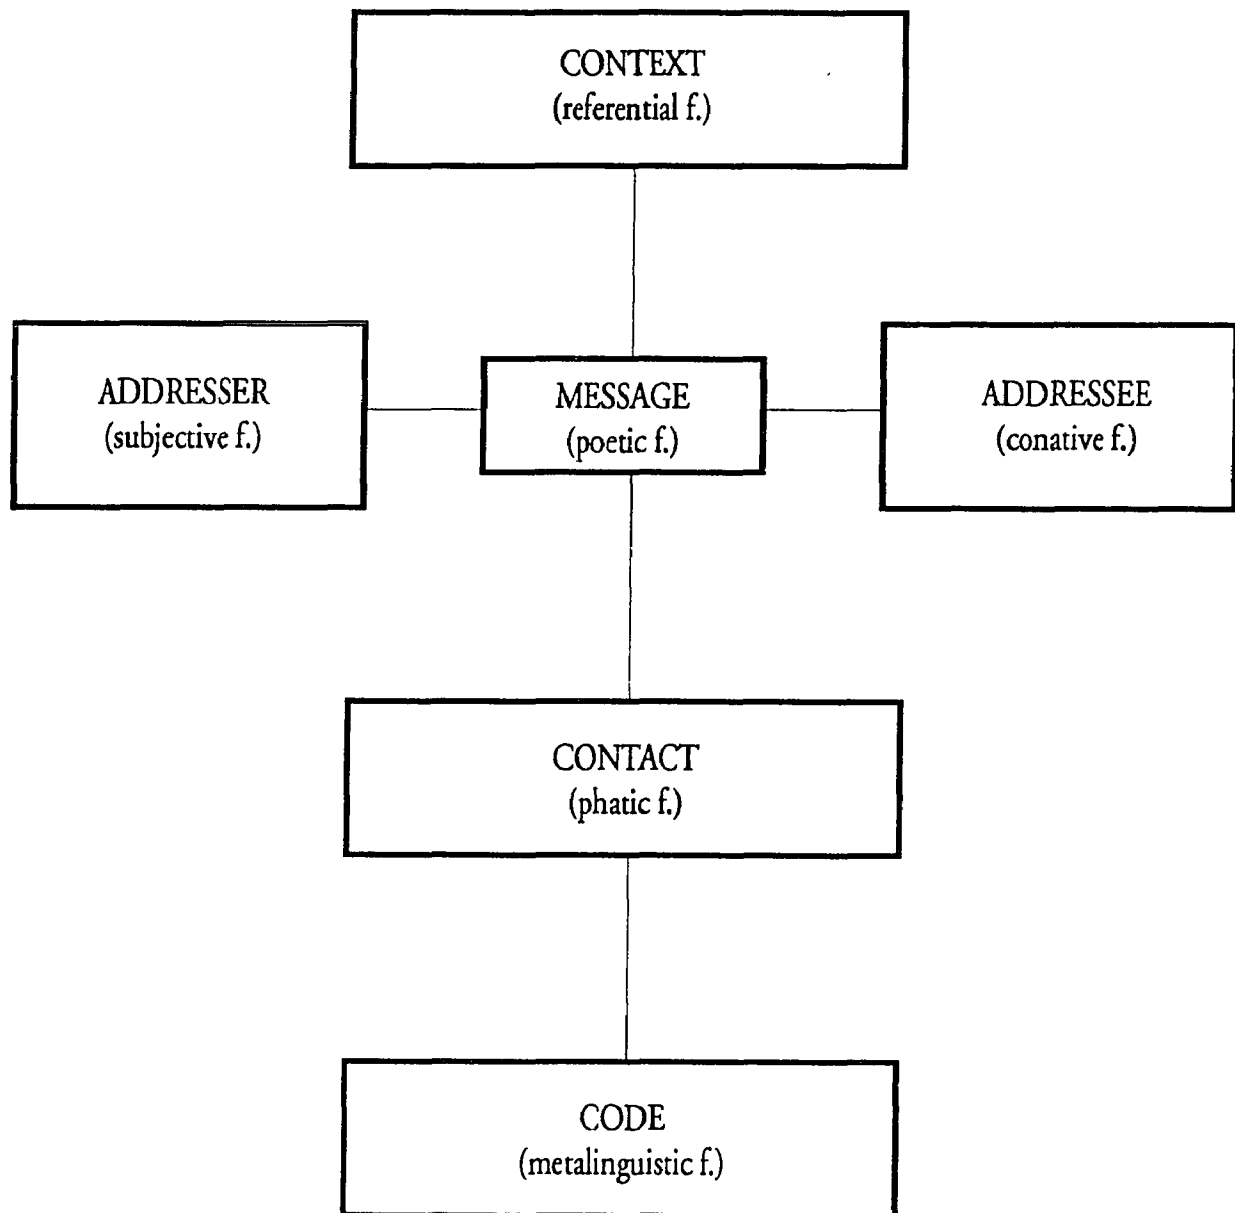 CONTEXT
(referential f.)
ADDRESSER
(subjective f.)
MESSAGE
(poetic f.)
ADDRESSEE
(conative f.)
CONTACT
(phatic f.)
CODE
(metalinguistic f.)